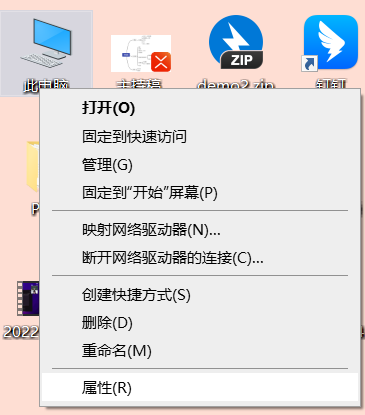 此电脑
ZIP
demo2.zip
钉钉
打开(O)
固定到快速访问
管理(G)
固定到“开始”屏幕(P)
映射网络驱动器(N)...
断开网络驱动器的连接(C)...
创建快捷方式(S)
删除(D)
2022
重命名(M)
属性(R)